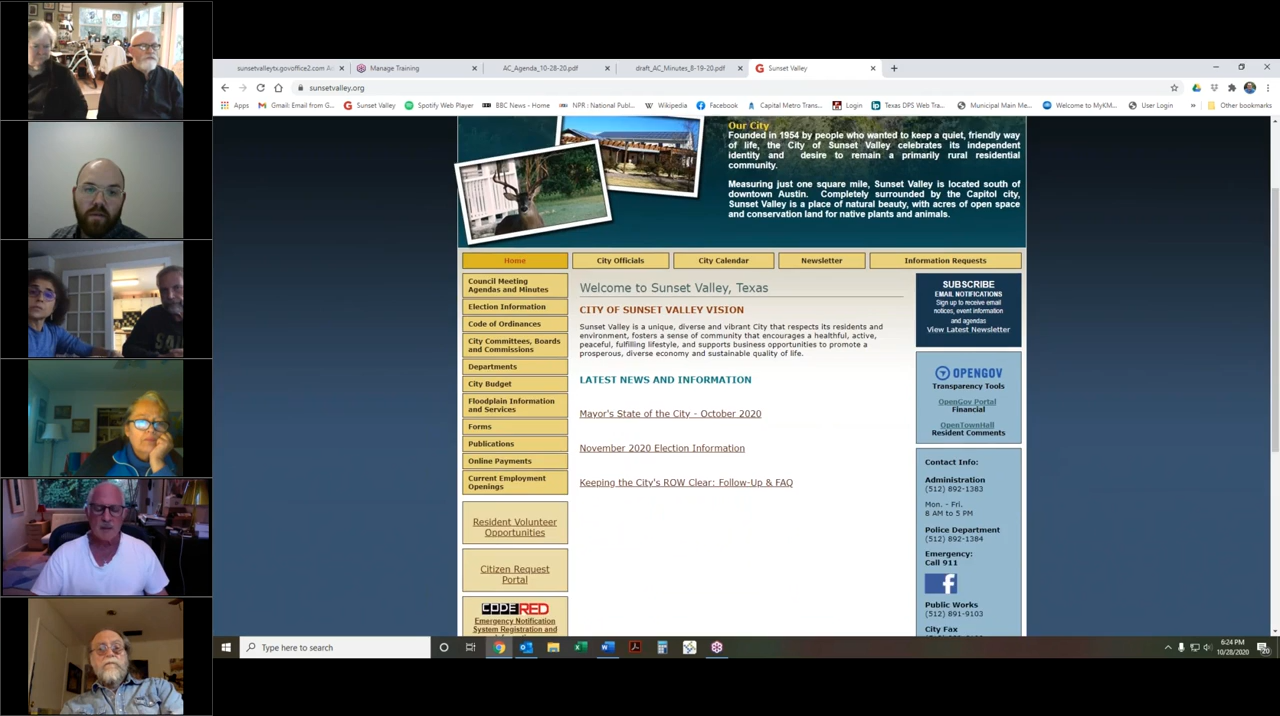 sunsetvalleytx.govoffice2.com
Manage Training
AC_Agenda_10-28-20.pdf
draft_AC_Minutes_8-19-20.pdf
Sunset Valley
sunsetvalley.org
Apps
Gmail: Email from G...
Sunset Valley
Spotify Web Player
BBC News - Home
NPR : National Publ...
Wikipedia
Facebook
Capital Metro Trans...
Login
Texas DPS Web Tra...
Municipal Main Me...
Welcome to MyKM...
User Login
Other bookmarks
Our City
Founded in 1954 by people who wanted to keep a quiet, friendly way
of life, the City of Sunset Valley celebrates its independent
identity and desire to remain a primarily rural residential
community.
Measuring just one square mile, Sunset Valley is located south of
downtown Austin. Completely surrounded by the Capitol city,
Sunset Valley is a place of natural beauty, with acres of open space
and conservation land for native plants and animals.
Home
City Officials
City Calendar
Newsletter
Information Requests
Council Meeting
Agendas and Minutes
Election Information
Code of Ordinances
City Committees, Boards
and Commissions
Departments
City Budget
Floodplain Information
and Services
Forms
Publications
Online Payments
Current Employment
Openings
Resident Volunteer
Opportunities
Citizen Request
Portal
CODERED
Emergency Notification
System Registration and
Welcome to Sunset Valley, Texas
CITY OF SUNSET VALLEY VISION
Sunset Valley is a unique, diverse and vibrant City that respects its residents and
environment, fosters a sense of community that encourages a healthful, active,
peaceful, fulfilling lifestyle, and supports business opportunities to promote a
prosperous, diverse economy and sustainable quality of life.
LATEST NEWS AND INFORMATION
Mayor's State of the City - October 2020
November 2020 Election Information
Keeping the City's ROW Clear: Follow-Up & FAQ
SUBSCRIBE
EMAIL NOTIFICATIONS
Sign up to receive email
notices, event information
and agendas
View Latest Newsletter
OPENGOV
Transparency Tools
OpenGov Portal
Financial
OpenTownHall
Resident Comments
Contact Info:
Administration
(512) 892-1383
Mon. - Fri.
8 AM to 5 PM
Police Department
(512) 892-1384
Emergency:
Call 911
Public Works
(512) 891-9103
City Fax
Type here to search
6:24 PM
10/28/2020